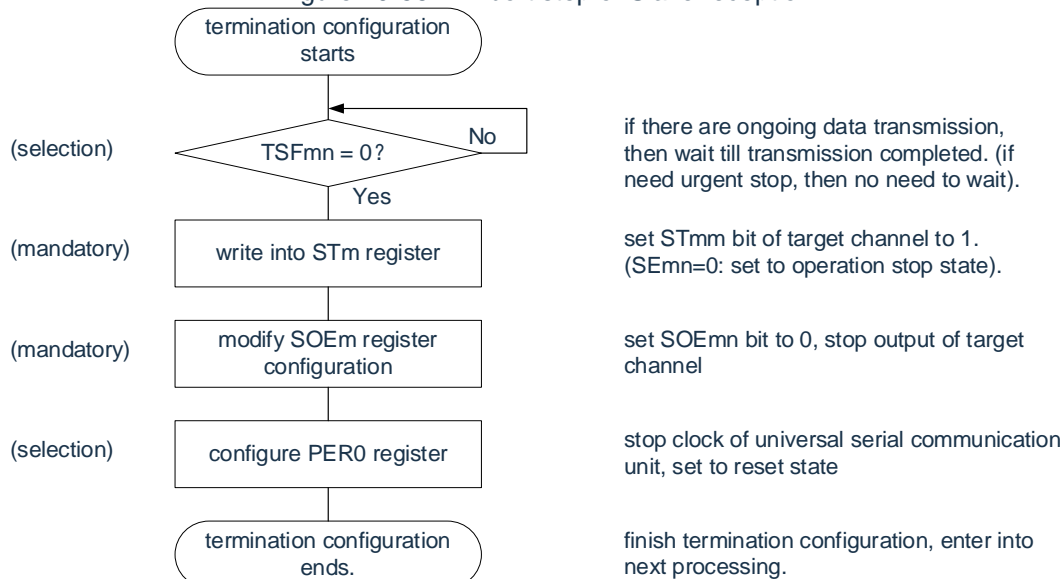 termination configuration
starts
(selection)
TSFmn = 0?
No
if there are ongoing data transmission,
then wait till transmission completed. (if
need urgent stop, then no need to wait).
Yes
(mandatory)
write into STm register
set STmm bit of target channel to 1.
(SEmn=0: set to operation stop state).
(mandatory)
modify SOEm register
configuration
set SOEmn bit to 0, stop output of target
channel
(selection)
configure PER0 register
stop clock of universal serial communication
unit, set to reset state
termination configuration
ends.
finish termination configuration, enter into
next processing.